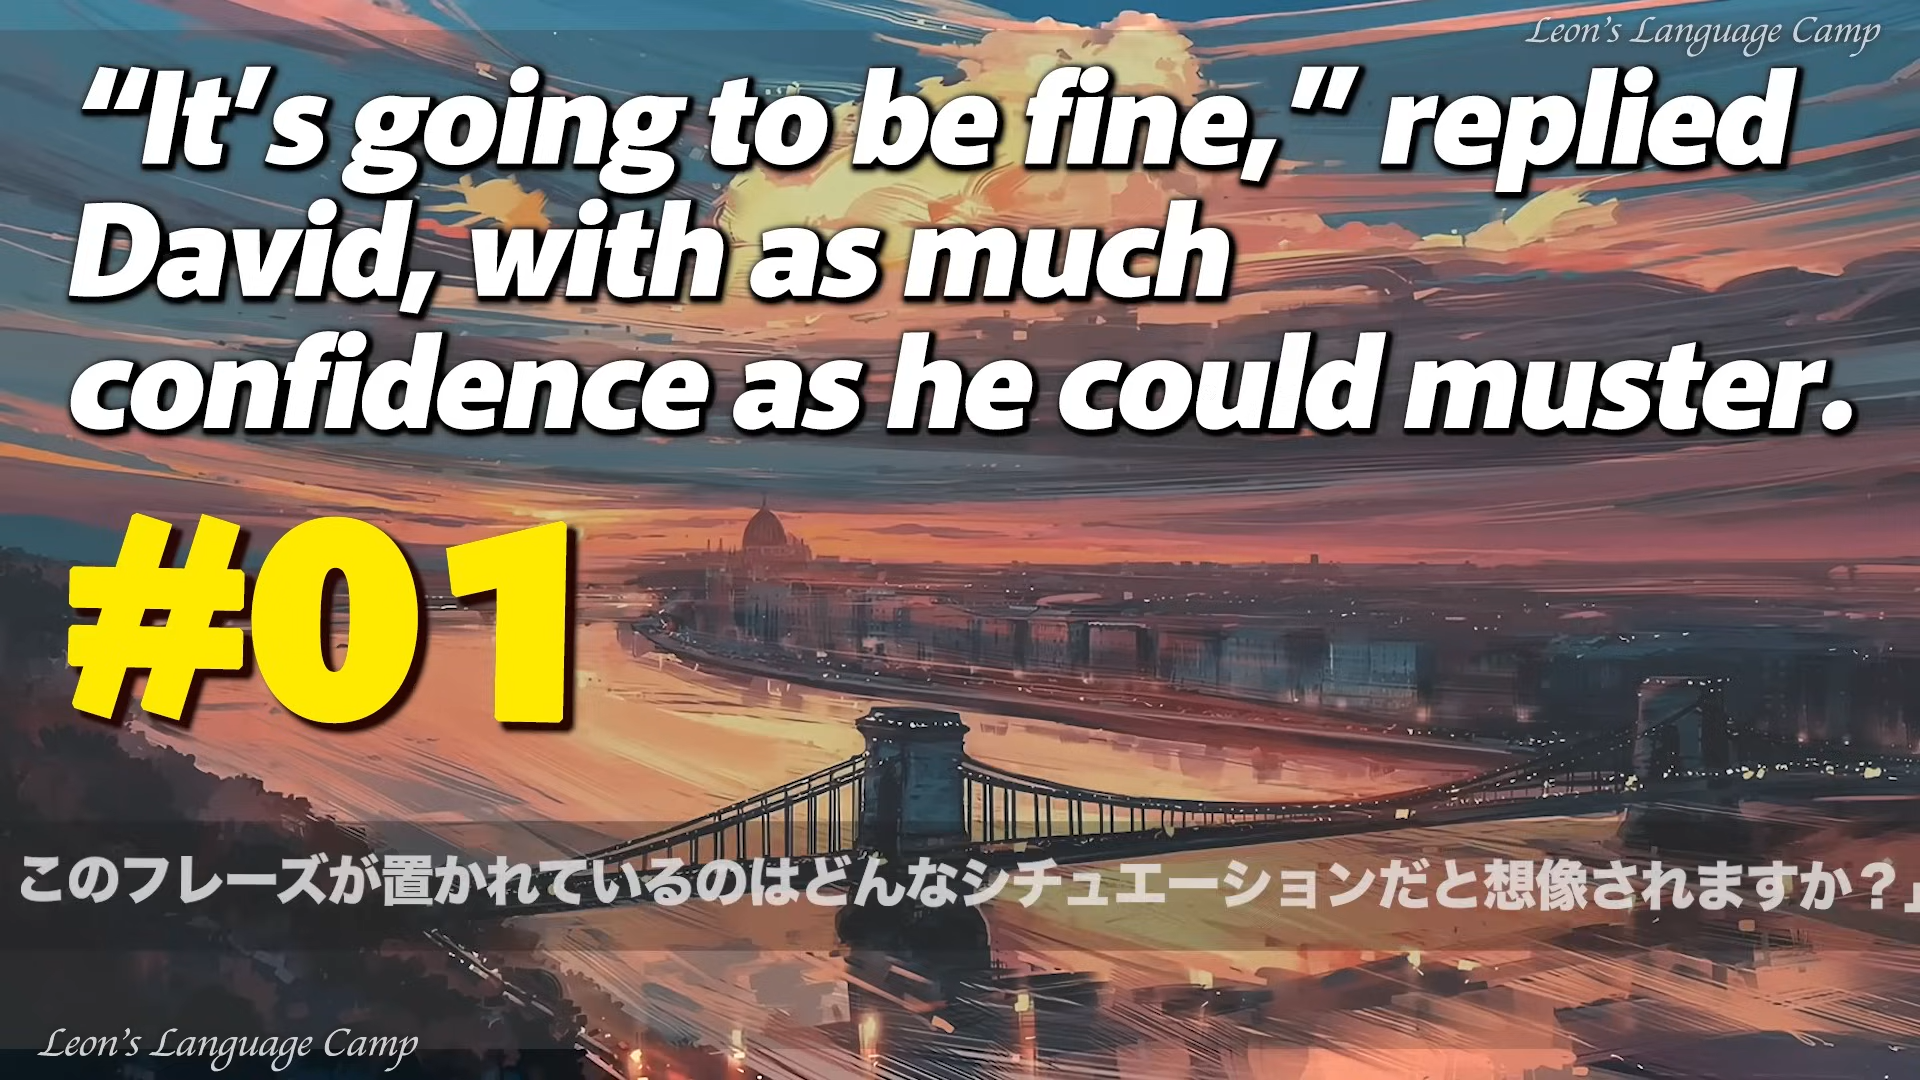 Leon's Language Camp
“It's going to be fine,” replied
David, with as much
confidence as he could muster.
#01
このフレーズが置かれているのはどんなシチュエーションだと想像されますか？」
Leon's Language Camp